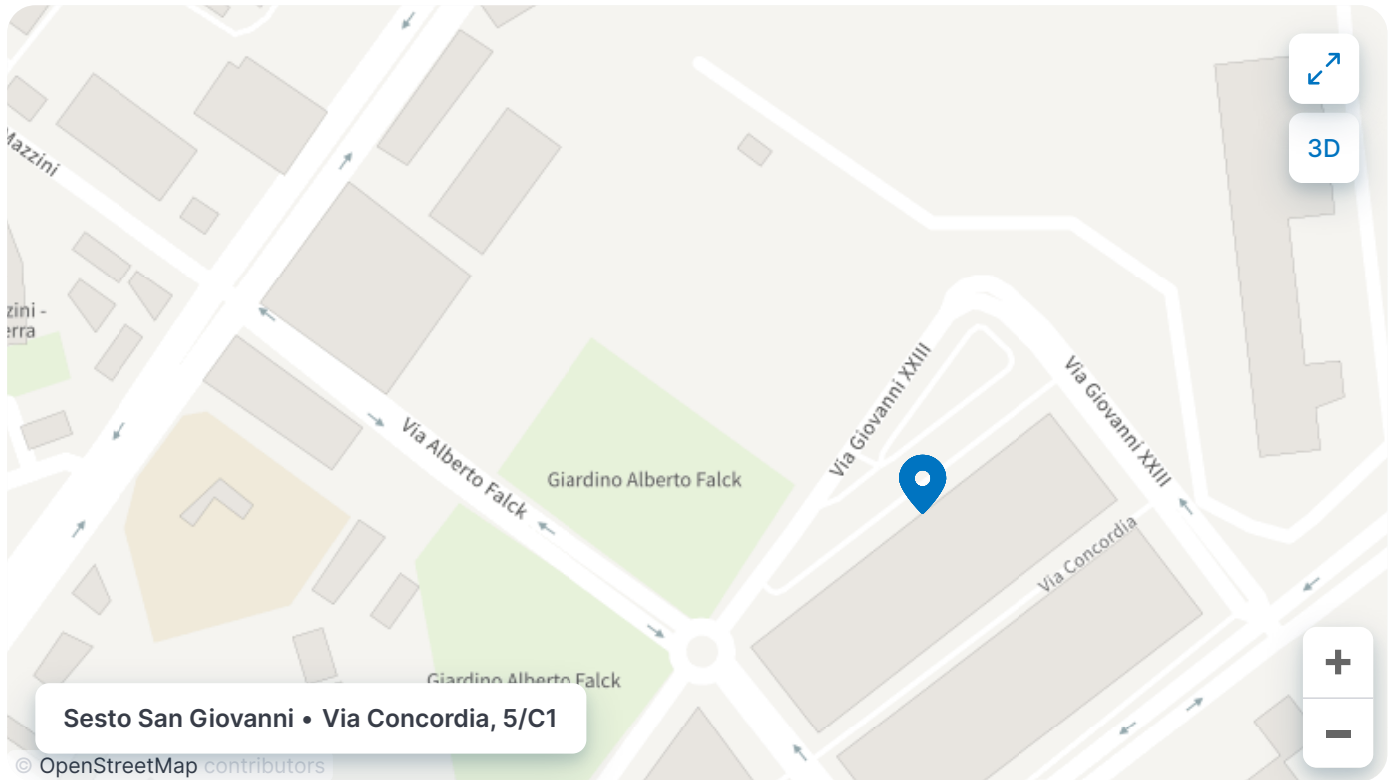 3D
Mazzini
zini -
erra
Via Giovanni XXIII
Via Giovanni XXIII
Via Alberto Falck
Giardino Alberto Falck
Via Concordia
Giardino Alberto Falck
Sesto San Giovanni • Via Concordia, 5/C1
© OpenStreetMap contributors